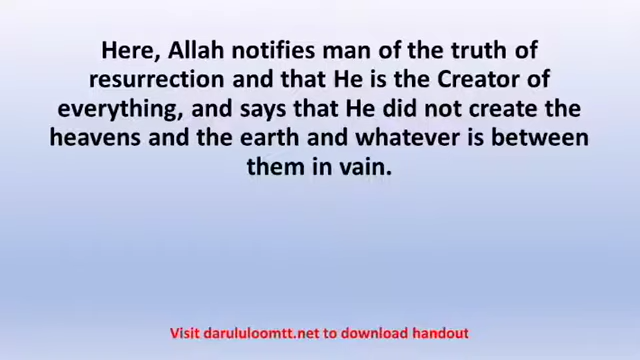 Here, Allah notifies man of the truth of
resurrection and that He is the Creator of
everything, and says that He did not create the
heavens and the earth and whatever is between
them in vain.
Visit darululoomtt.net to download handout